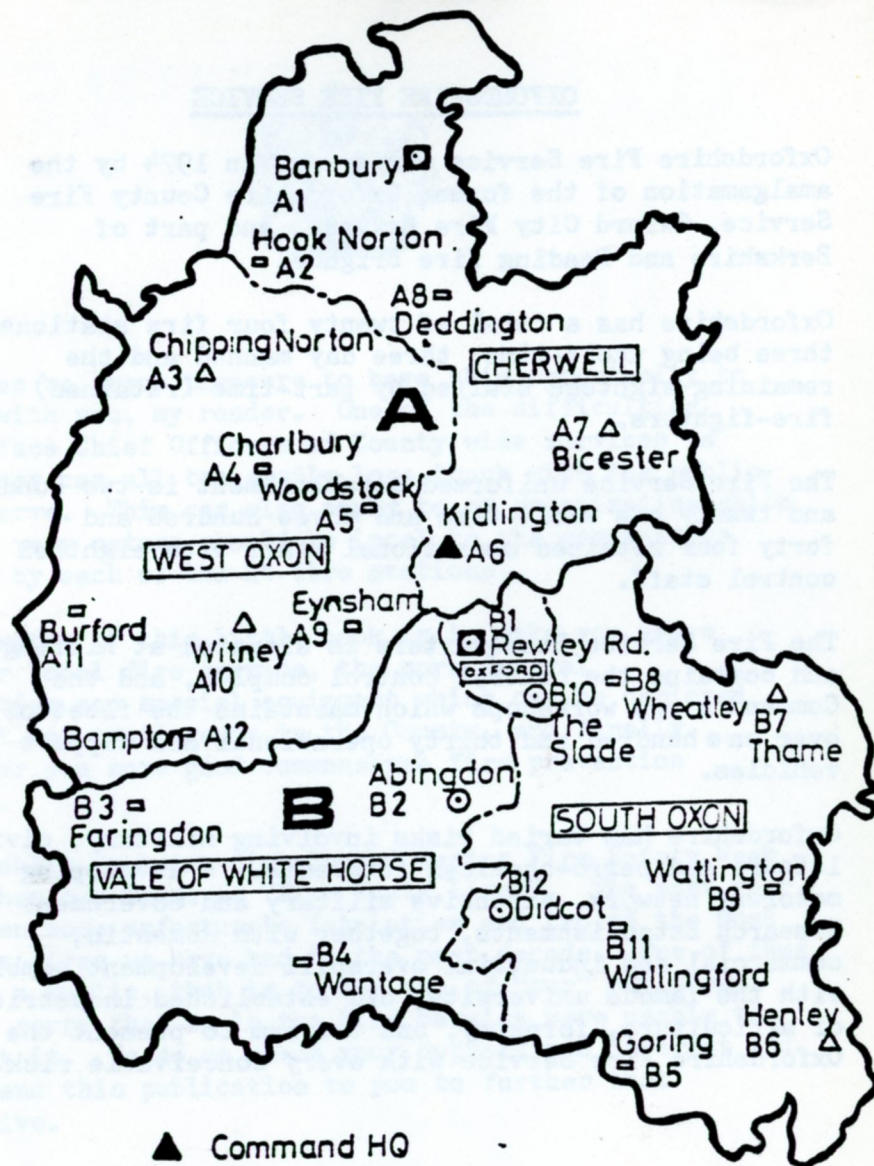 Banbury
A1
Hook Norton
A2
A8
Deddington
Chipping Norton
A3
CHERWELL
A
A7
Bicester
Charlbury
A4
Woodstock
A5
Kidlington
A6
WEST OXON
Eynsham
A9
B1
Rewley Rd.
OXFORD
Burford
A11
Witney
A10
B10
The
Slade
B8
Wheatley
B7
Thame
Bampton A12
Abingdon
B2
B3
Faringdon
B
SOUTH OXON
VALE OF WHITE HORSE
Watlington
B9
B12
Didcot
B4
Wantage
B11
Wallingford
Henley
B6
Goring
B5
Command HQ